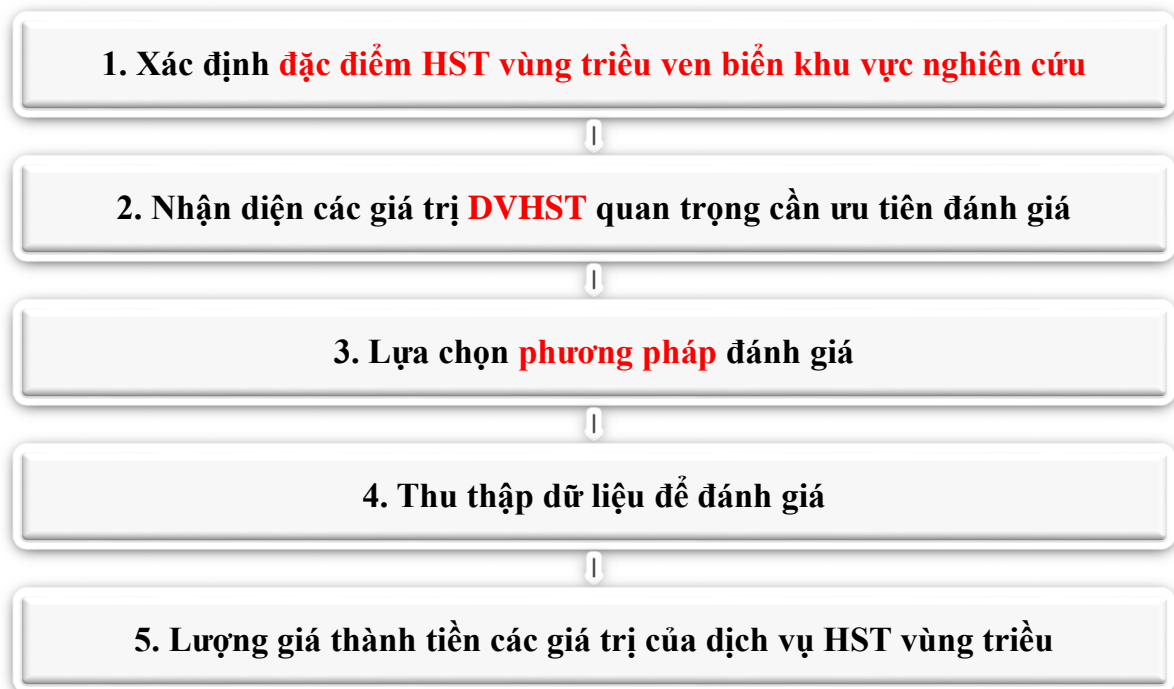 1. Xác định đặc điểm HST vùng triều ven biển khu vực nghiên cứu
2. Nhận diện các giá trị DVHST quan trọng cần ưu tiên đánh giá
3. Lựa chọn phương pháp đánh giá
4. Thu thập dữ liệu để đánh giá
5. Lượng giá thành tiền các giá trị của dịch vụ HST vùng triều